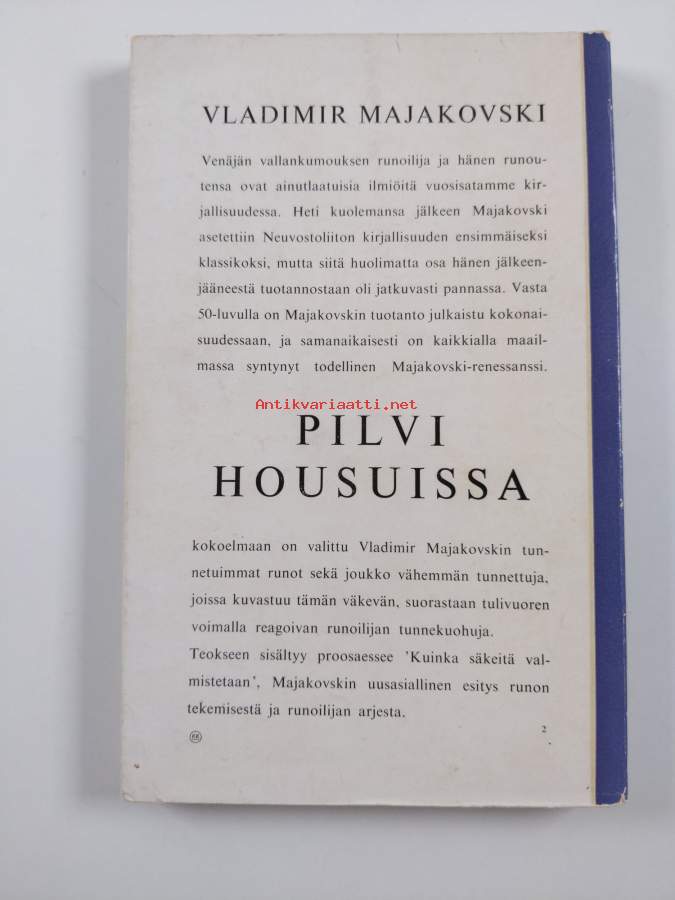 VLADIMIR MAJAKOVSKI
Venäjän vallankumouksen runoilija ja hänen runou-
tensa ovat ainutlaatuisia ilmiöitä vuosisatamme kir-
jallisuudessa. Heti kuolemansa jälkeen Majakovski
asetettiin Neuvostoliiton kirjallisuuden ensimmäiseksi
klassikoksi, mutta siitä huolimatta osa hänen jälkeen-
jääneestä tuotannostaan oli jatkuvasti pannassa. Vasta
50-luvulla on Majakovskin tuotanto julkaistu kokonai-
suudessaan, ja samanaikaisesti on kaikkialla maail-
massa syntynyt todellinen Majakovski-renessanssi.
Antikvariaatti.net
PILVI
HOUSUISSA
kokoelmaan on valittu Vladimir Majakovskin tun-
netuimmat runot sekä joukko vähemmän tunnettuja,
joissa kuvastuu tämän väkevän, suorastaan tulivuoren
voimalla reagoivan runoilijan tunnekuohuja.
Teokseen sisältyy proosaessee 'Kuinka säkeitä val-
mistetaan', Majakovskin uusasiallinen esitys runon
tekemisestä ja runoilijan arjesta.
2